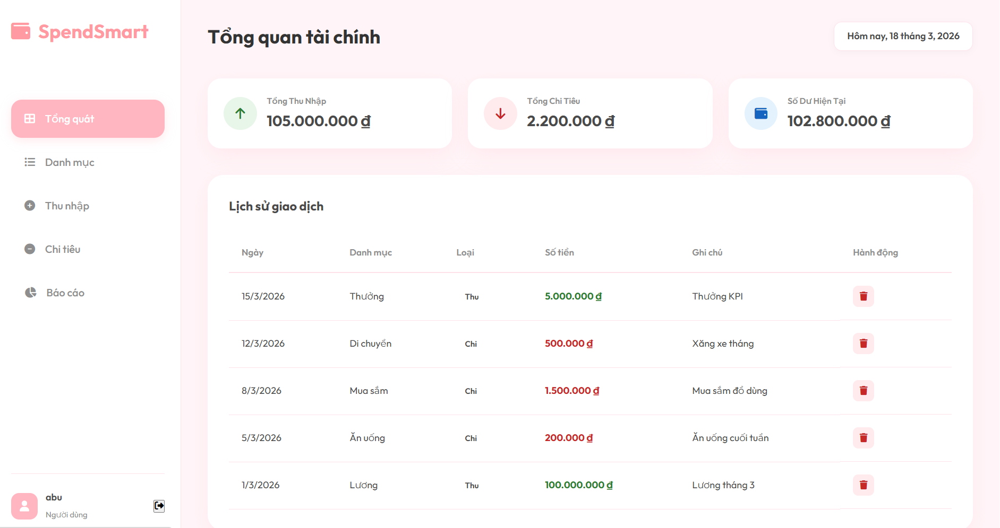 SpendSmart
Tổng quát
Danh mục
Thu nhập
Chi tiêu
Báo cáo
abu
Người dùng
Tổng quan tài chính
Hôm nay, 18 tháng 3, 2026
Tổng Thu Nhập
105.000.000 ₫
Tổng Chi Tiêu
2.200.000 ₫
Số Dư Hiện Tại
102.800.000 ₫
Lịch sử giao dịch
Ngày Danh mục Loại Số tiền Ghi chú Hành động
15/3/2026 Thưởng Thu 5.000.000 ₫ Thưởng KPI
12/3/2026 Di chuyển Chi 500.000 ₫ Xăng xe tháng
8/3/2026 Mua sắm Chi 1.500.000 ₫ Mua sắm đồ dùng
5/3/2026 Ăn uống Chi 200.000 ₫ Ăn uống cuối tuần
1/3/2026 Lương Thu 100.000.000 ₫ Lương tháng 3